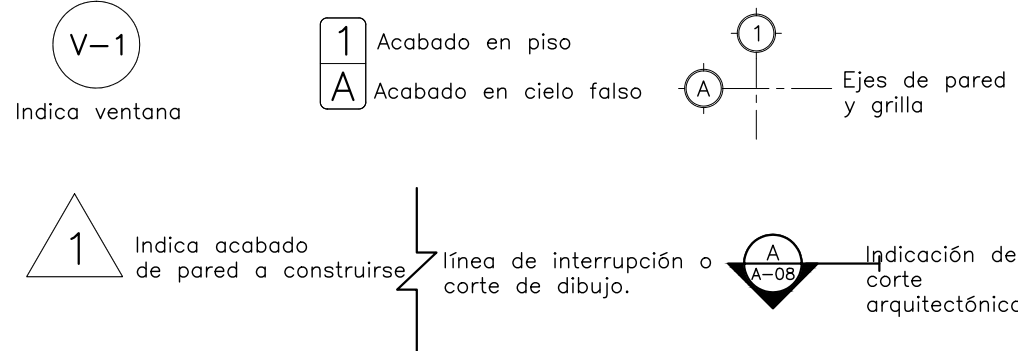 V-1
Indica ventana
1
Acabado en piso
A
Acabado en cielo falso
1
A
Ejes de pared
y grilla
1
Indica acabado
de pared a construirse
línea de interrupción o
corte de dibujo.
A
A-08
Indicación de
corte
arquitectónico